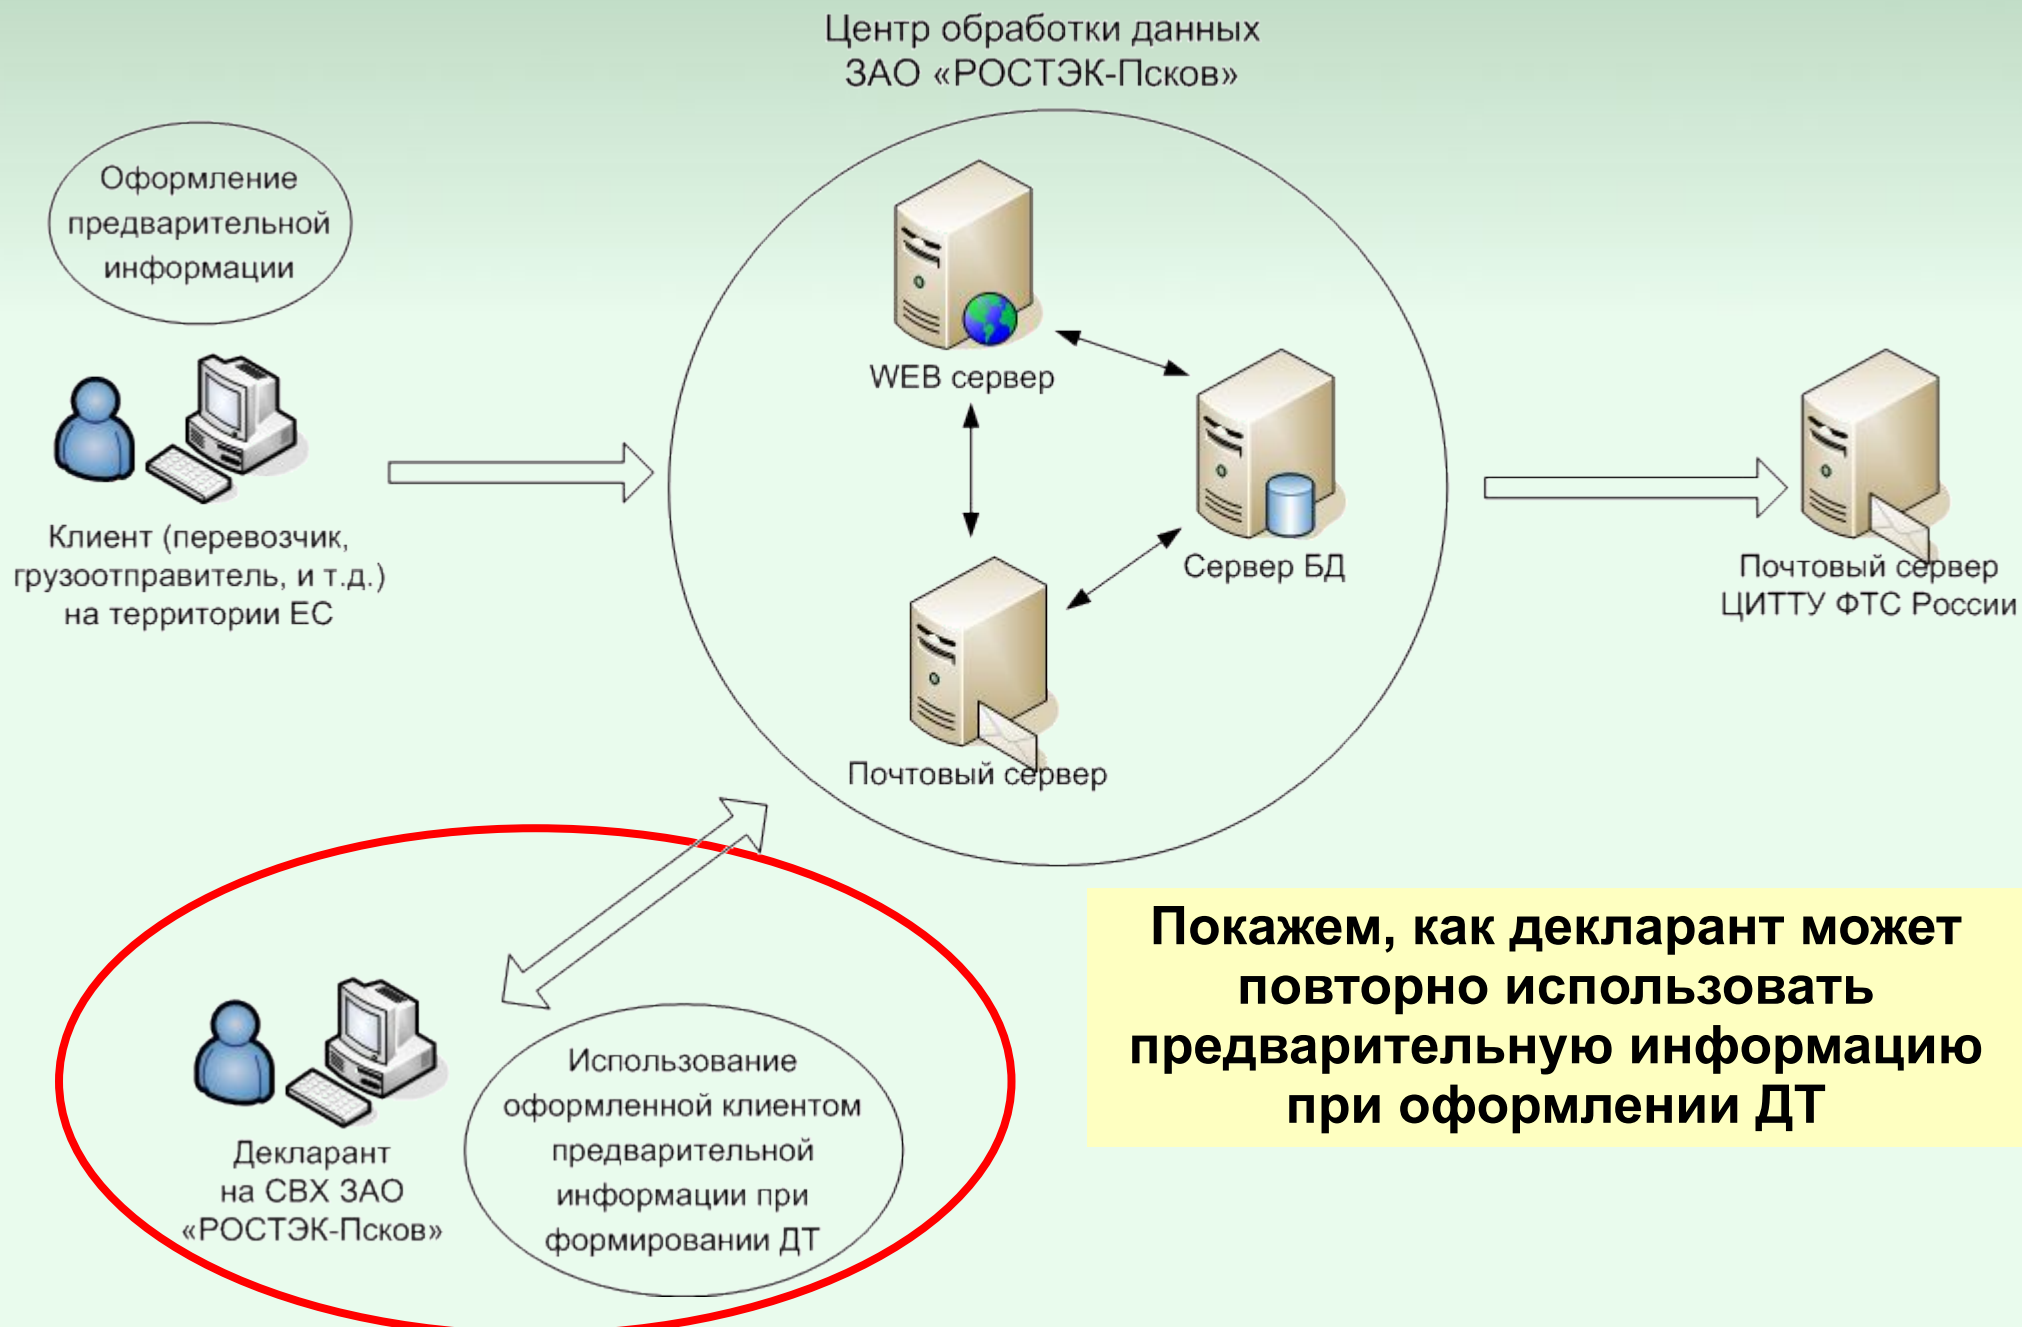 Центр обработки данных
ЗАО «РОСТЭК-Псков»
Оформление
предварительной
информации
WEB сервер
Клиент (перевозчик,
грузоотправитель, и т.д.)
на территории ЕС
Сервер БД
Почтовый сервер
ЦИТТУ ФТС России
Почтовый сервер
Покажем, как декларант может
повторно использовать
предварительную информацию
при оформлении ДТ
Декларант
на СВХ ЗАО
«РОСТЭК-Псков»
Использование
оформленной клиентом
предварительной
информации при
формировании ДТ